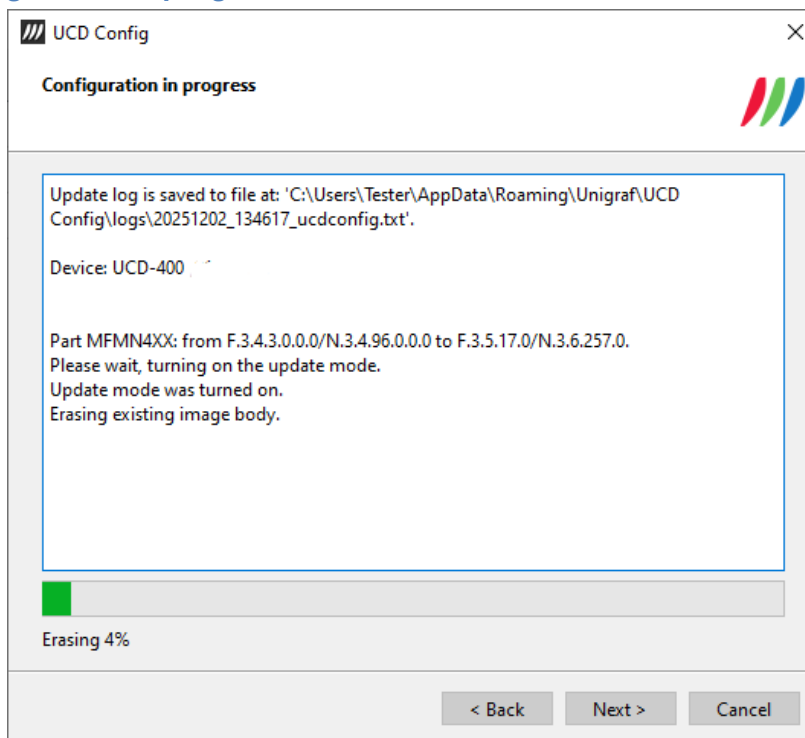 UCD Config
Configuration in progress
Update log is saved to file at: 'C:\Users\Tester\AppData\Roaming\Unigraf\UCD
Config\logs\20251202_134617_ucdconfig.txt'.
Device: UCD-400
Part MFMN4XX: from F.3.4.3.0.0.0/N.3.4.96.0.0.0 to F.3.5.17.0/N.3.6.257.0.
Please wait, turning on the update mode.
Update mode was turned on.
Erasing existing image body.
Erasing 4%
< Back Next > Cancel